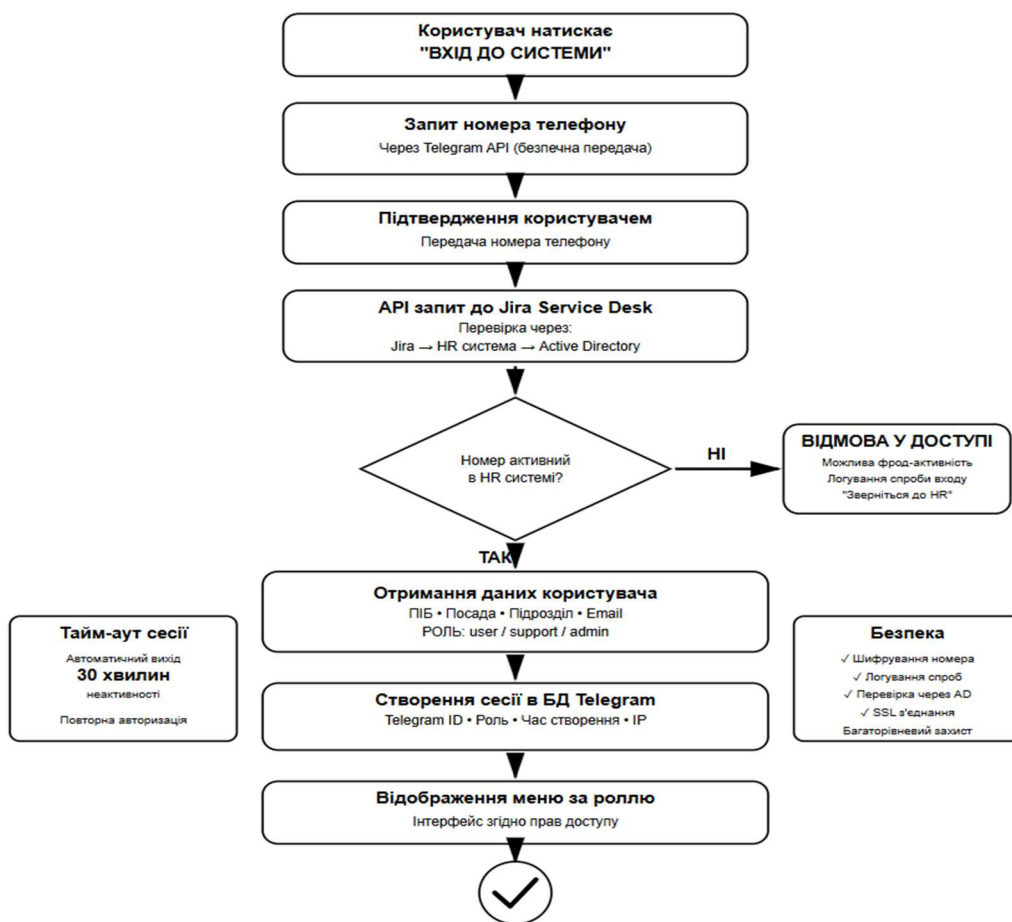 Користувач натискає
"ВХІД ДО СИСТЕМИ"
Запит номера телефону
Через Telegram API (безпечна передача)
Підтвердження користувачем
Передача номера телефону
API запит до Jira Service Desk
Перевірка через:
Jira → HR система → Active Directory
Номер активний
в HR системі?
НІ
ВІДМОВА У ДОСТУПІ
Можлива фрод-активність
Логування спроби входу
"Зверніться до HR"
ТАК
Отримання даних користувача
ПІБ • Посада • Підрозділ • Email
РОЛЬ: user / support / admin
Тайм-аут сесії
Автоматичний вихід
30 хвилин
неактивності
Повторна авторизація
Безпека
✓ Шифрування номера
✓ Логування спроб
✓ Перевірка через AD
✓ SSL з'єднання
Багаторівневий захист
Створення сесії в БД Telegram
Telegram ID • Роль • Час створення • IP
Відображення меню за роллю
Інтерфейс згідно прав доступу